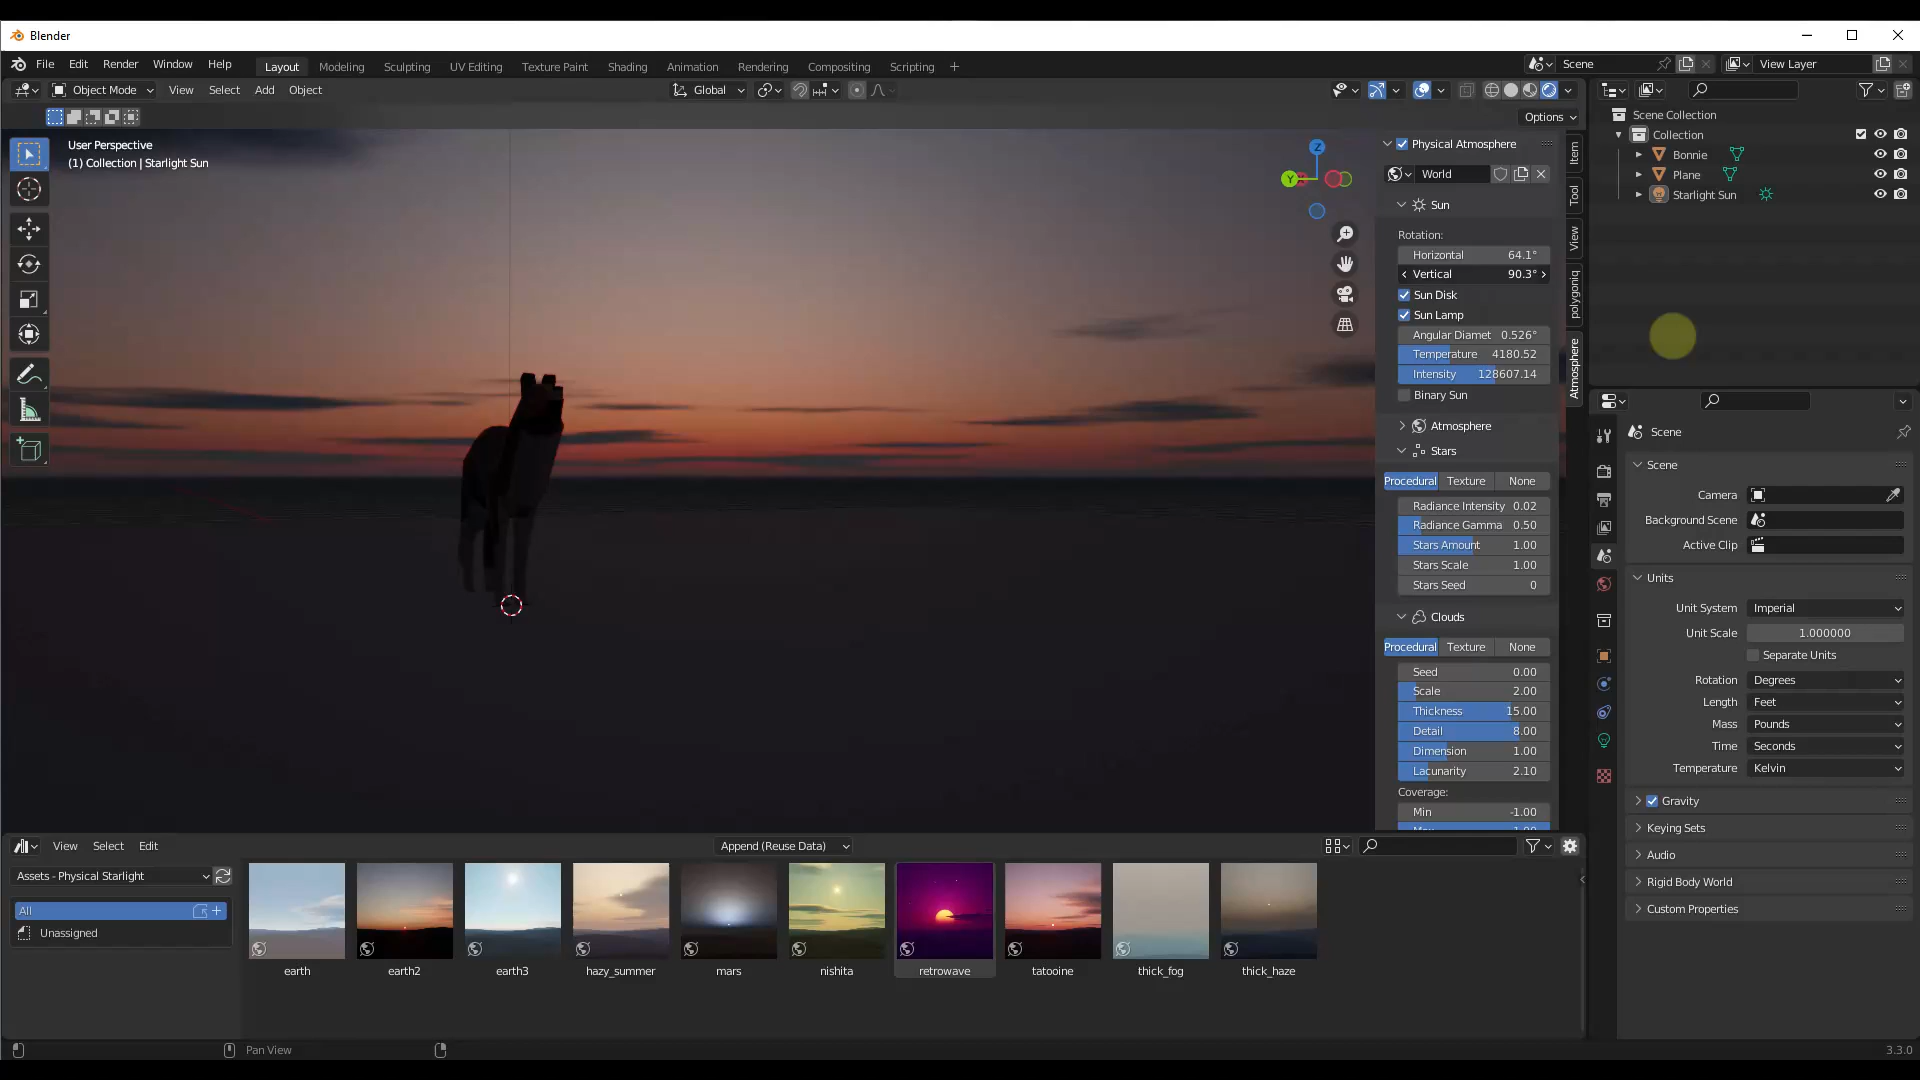 Blender
File Edit Render Window Help
Layout Modeling Sculpting UV Editing Texture Paint Shading Animation Rendering Compositing Scripting +
Scene
View Layer
Object Mode View Select Add Object
Global
Options
User Perspective
(1) Collection | Starlight Sun
Z
Y
Physical Atmosphere
World
Sun
Rotation:
Horizontal 64.1°
Vertical 90.3°
Sun Disk
Sun Lamp
Angular Diamet 0.526°
Temperature 4180.52
Intensity 128607.14
Binary Sun
Atmosphere
Stars
Procedural Texture None
Radiance Intensity 0.02
Radiance Gamma 0.50
Stars Amount 1.00
Stars Scale 1.00
Stars Seed 0
Clouds
Procedural Texture None
Seed 0.00
Scale 2.00
Thickness 15.00
Detail 8.00
Dimension 1.00
Lacunarity 2.10
Coverage:
Min -1.00
Item
Tool
View
polygoniq
Atmosphere
Scene Collection
Collection
Bonnie
Plane
Starlight Sun
Scene
Scene
Camera
Background Scene
Active Clip
Units
Unit System Imperial
Unit Scale 1.000000
Separate Units
Rotation Degrees
Length Feet
Mass Pounds
Time Seconds
Temperature Kelvin
Gravity
Keying Sets
Audio
Rigid Body World
Custom Properties
View Select Edit
Append (Reuse Data)
Assets - Physical Starlight
All
Unassigned
earth earth2 earth3 hazy_summer mars nishita retrowave tatooine thick_fog thick_haze
Pan View
3.3.0